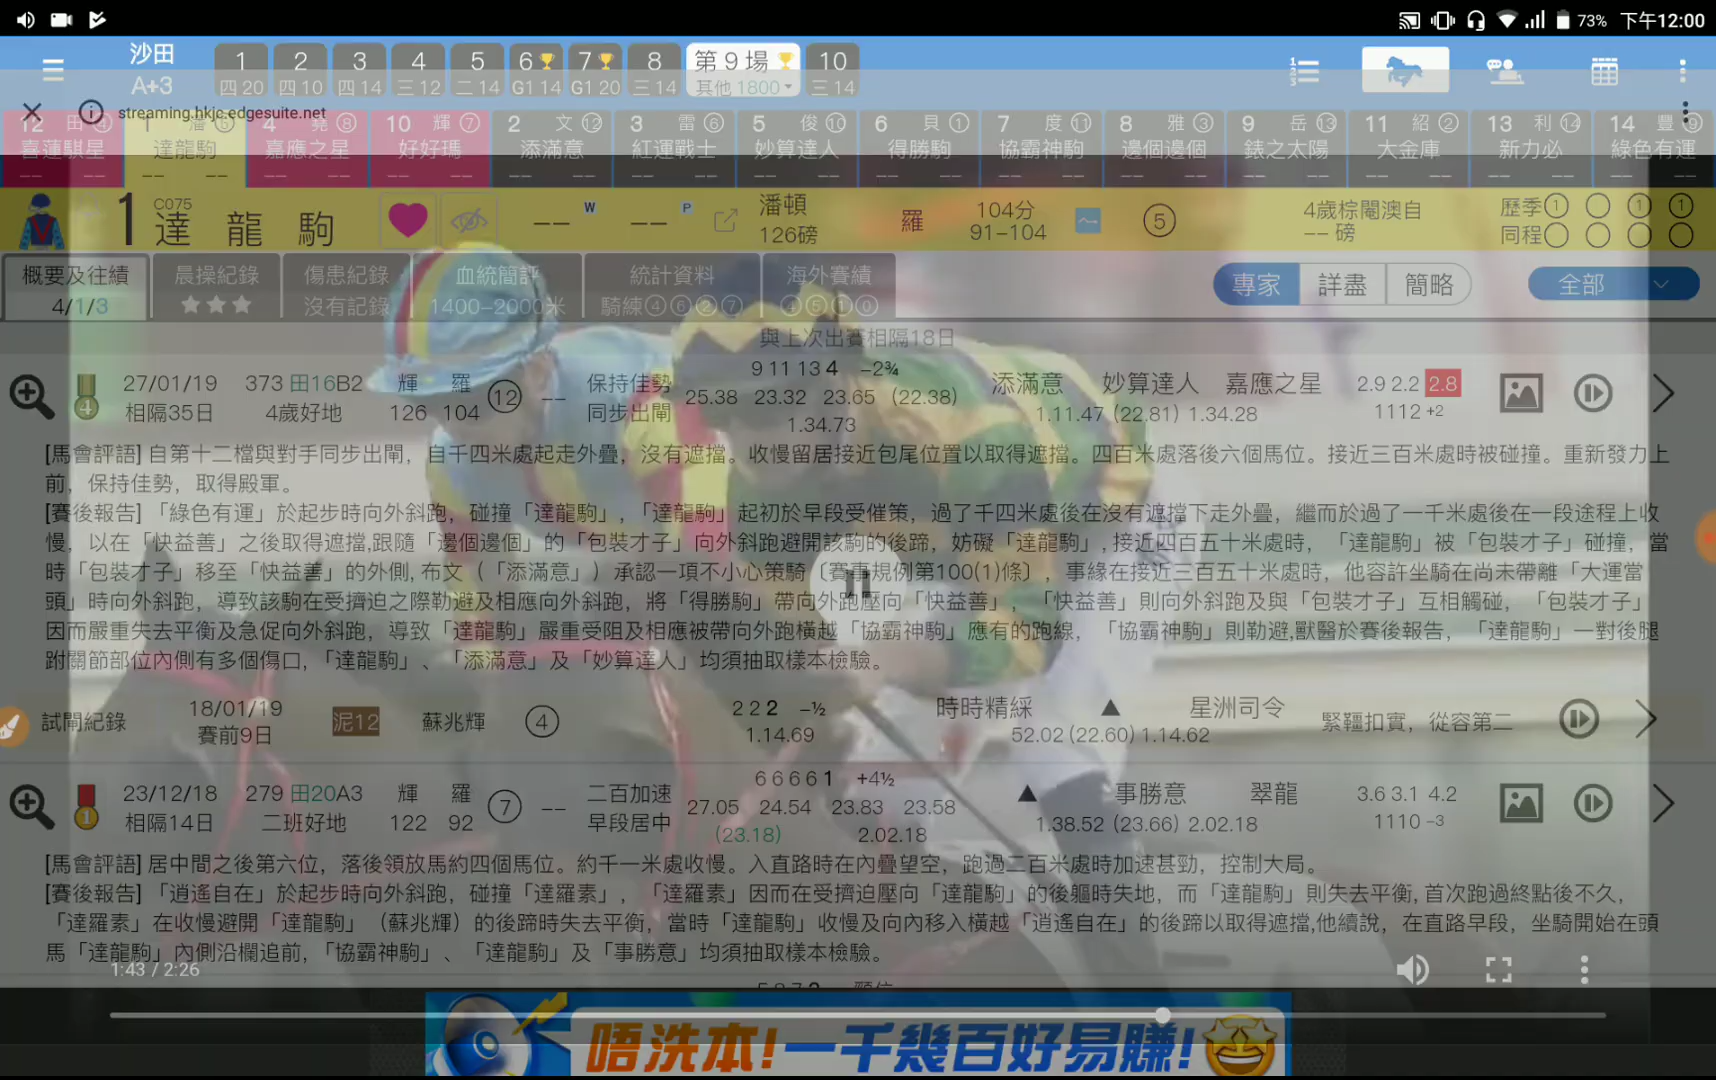 73% 下午12:00
沙田 A+3
1 2 3 4 5 6 7 8 第 9 場 10
四 20 四 10 四 14 三 12 二 14 G1 14 G1 20 三 14 其他 1800 三 14
streaming.hkjc.edgesuite.net
12 田 ④ 1 潘 ⑤ 4 堯 ⑧ 10 輝 ⑦ 2 文 ⑫ 3 雷 ⑥ 5 俊 ⑩ 6 貝 ① 7 度 ⑪ 8 雅 ③ 9 岳 ⑬ 11 紹 ② 13 利 ⑭ 14 豐 ⑨
喜蓮騏星 達龍駒 嘉應之星 好好瑪 添滿意 紅運戰士 妙算達人 得勝駒 協霸神駒 邊個邊個 錶之太陽 大金庫 新力必 綠色有運
-- -- -- -- -- -- -- -- -- -- -- -- -- -- -- -- -- -- -- -- -- -- -- -- -- -- -- --
1 C075 達龍駒 -- W -- P 潘頓 126磅 羅 104分 91-104 ⑤ 4歲棕閹澳自 -- 磅 歷季 ① ① ① 同程
概要及往績 晨操紀錄 傷患紀錄 血統簡評 統計資料 海外賽績 專家 詳盡 簡略 全部
4/1/3 ★★★ 沒有記錄 1400-2000米 騎練④⑥②⑦
與上次出賽相隔18日
27/01/19 373 田16B2 輝 羅 ⑫ -- 保持佳勢 9 11 13 4 -2¾ 添滿意 妙算達人 嘉應之星 2.9 2.2 2.8
相隔35日 4歲好地 126 104 同步出閘 25.38 23.32 23.65 (22.38) 1.11.47 (22.81) 1.34.28 1112 +2
1.34.73
[馬會評語] 自第十二檔與對手同步出閘，自千四米處起走外疊，沒有遮擋。收慢留居接近包尾位置以取得遮擋。四百米處落後六個馬位。接近三百米處時被碰撞。重新發力上
前，保持佳勢，取得殿軍。
[賽後報告] 「綠色有運」於起步時向外斜跑，碰撞「達龍駒」，「達龍駒」起初於早段受催策，過了千四米處後在沒有遮擋下走外疊，繼而於過了一千米處後在一段途程上收
慢，以在「快益善」之後取得遮擋,跟隨「邊個邊個」的「包裝才子」向外斜跑避開該駒的後蹄，妨礙「達龍駒」,接近四百五十米處時，「達龍駒」被「包裝才子」碰撞，當
時「包裝才子」移至「快益善」的外側,布文（「添滿意」）承認一項不小心策騎〔賽事規例第100(1)條〕，事緣在接近三百五十米處時，他容許坐騎在尚未帶離「大運當
頭」時向外斜跑，導致該駒在受擠迫之際勒避及相應向外斜跑，將「得勝駒」帶向外跑壓向「快益善」，「快益善」則向外斜跑及與「包裝才子」互相觸碰，「包裝才子」
因而嚴重失去平衡及急促向外斜跑，導致「達龍駒」嚴重受阻及相應被帶向外跑橫越「協霸神駒」應有的跑線，「協霸神駒」則勒避,獸醫於賽後報告，「達龍駒」一對後腿
跗關節部位內側有多個傷口,「達龍駒」、「添滿意」及「妙算達人」均須抽取樣本檢驗。
試閘紀錄 18/01/19 泥12 蘇兆輝 ④ 2 2 2 -½ 時時精綵 ▲ 星洲司令 緊韁扣實，從容第二
賽前9日 1.14.69 52.02 (22.60) 1.14.62
23/12/18 279 田20A3 輝 羅 ⑦ -- 二百加速 6 6 6 6 1 +4½ ▲ 事勝意 翠龍 3.6 3.1 4.2
相隔14日 二班好地 122 92 早段居中 27.05 24.54 23.83 23.58 1.38.52 (23.66) 2.02.18 1110 -3
(23.18) 2.02.18
[馬會評語] 居中間之後第六位，落後領放馬約四個馬位。約千一米處收慢。入直路時在內疊望空，跑過二百米處時加速甚勁，控制大局。
[賽後報告] 「逍遙自在」於起步時向外斜跑，碰撞「達羅素」，「達羅素」因而在受擠迫壓向「達龍駒」的後軀時失地，而「達龍駒」則失去平衡,首次跑過終點後不久，
「達羅素」在收慢避開「達龍駒」（蘇兆輝）的後蹄時失去平衡，當時「達龍駒」收慢及向內移入橫越「逍遙自在」的後蹄以取得遮擋,他續說，在直路早段，坐騎開始在頭
馬「達龍駒」內側沿欄追前,「協霸神駒」、「達龍駒」及「事勝意」均須抽取樣本檢驗。
1:43 / 2:26
唔洗本!一千幾百好易賺!